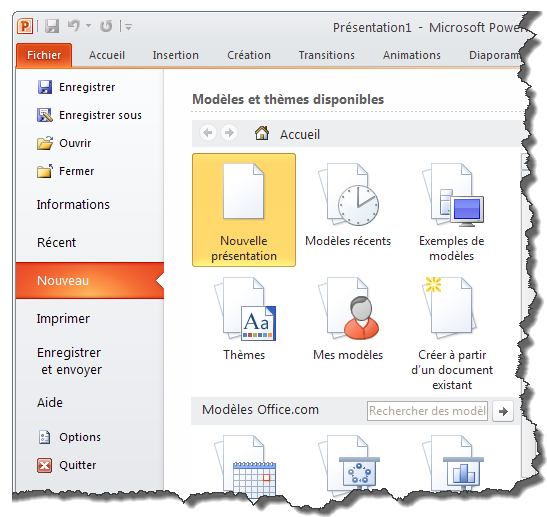 Présentation1 - Microsoft Power
Fichier Accueil Insertion Création Transitions Animations Diaporam
Enregistrer
Enregistrer sous
Ouvrir
Fermer
Informations
Récent
Nouveau
Imprimer
Enregistrer
et envoyer
Aide
Options
Quitter
Modèles et thèmes disponibles
Accueil
Nouvelle
présentation
Modèles récents
Exemples de
modèles
Thèmes
Mes modèles
Créer à partir
d'un document
existant
Modèles Office.com
Rechercher des modèl